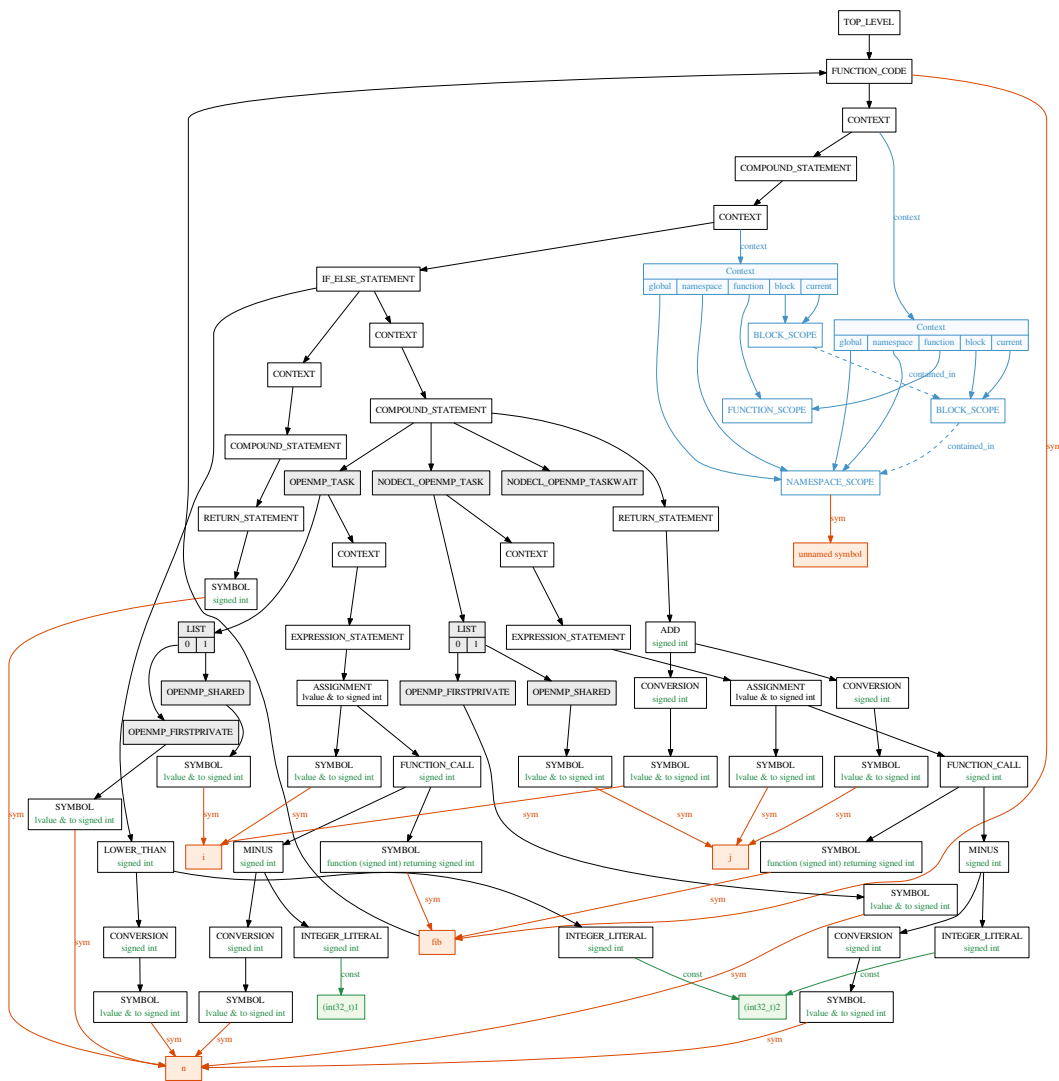 TOP_LEVEL
FUNCTION_CODE
CONTEXT
COMPOUND_STATEMENT
CONTEXT
context
context
IF_ELSE_STATEMENT
Context
global namespace function block current
CONTEXT
BLOCK_SCOPE
Context
global namespace function block current
CONTEXT
contained_in
COMPOUND_STATEMENT
FUNCTION_SCOPE
BLOCK_SCOPE
COMPOUND_STATEMENT
contained_in
syn
OPENMP_TASK
NODECL_OPENMP_TASK
NODECL_OPENMP_TASKWAIT
NAMESPACE_SCOPE
RETURN_STATEMENT
RETURN_STATEMENT
sym
CONTEXT
CONTEXT
unnamed symbol
SYMBOL
signed int
LIST
0 1
EXPRESSION_STATEMENT
LIST
0 1
EXPRESSION_STATEMENT
ADD
signed int
OPENMP_SHARED
ASSIGNMENT
lvalue & to signed int
OPENMP_FIRSTPRIVATE
OPENMP_SHARED
CONVERSION
signed int
ASSIGNMENT
lvalue & to signed int
CONVERSION
signed int
OPENMP_FIRSTPRIVATE
SYMBOL
lvalue & to signed int
SYMBOL
lvalue & to signed int
FUNCTION_CALL
signed int
SYMBOL
lvalue & to signed int
SYMBOL
lvalue & to signed int
SYMBOL
lvalue & to signed int
SYMBOL
lvalue & to signed int
FUNCTION_CALL
signed int
SYMBOL
lvalue & to signed int
sym
sym
sym
sym
sym
sym
sym
LOWER_THAN
signed int
i
MINUS
signed int
SYMBOL
function (signed int) returning signed int
j
SYMBOL
function (signed int) returning signed int
MINUS
signed int
sym
sym
SYMBOL
lvalue & to signed int
CONVERSION
signed int
CONVERSION
signed int
INTEGER_LITERAL
signed int
fib
INTEGER_LITERAL
signed int
CONVERSION
signed int
INTEGER_LITERAL
signed int
sym
const
const
sym
const
SYMBOL
lvalue & to signed int
SYMBOL
lvalue & to signed int
(int32_t)1
(int32_t)2
SYMBOL
lvalue & to signed int
sym
sym
sym
n